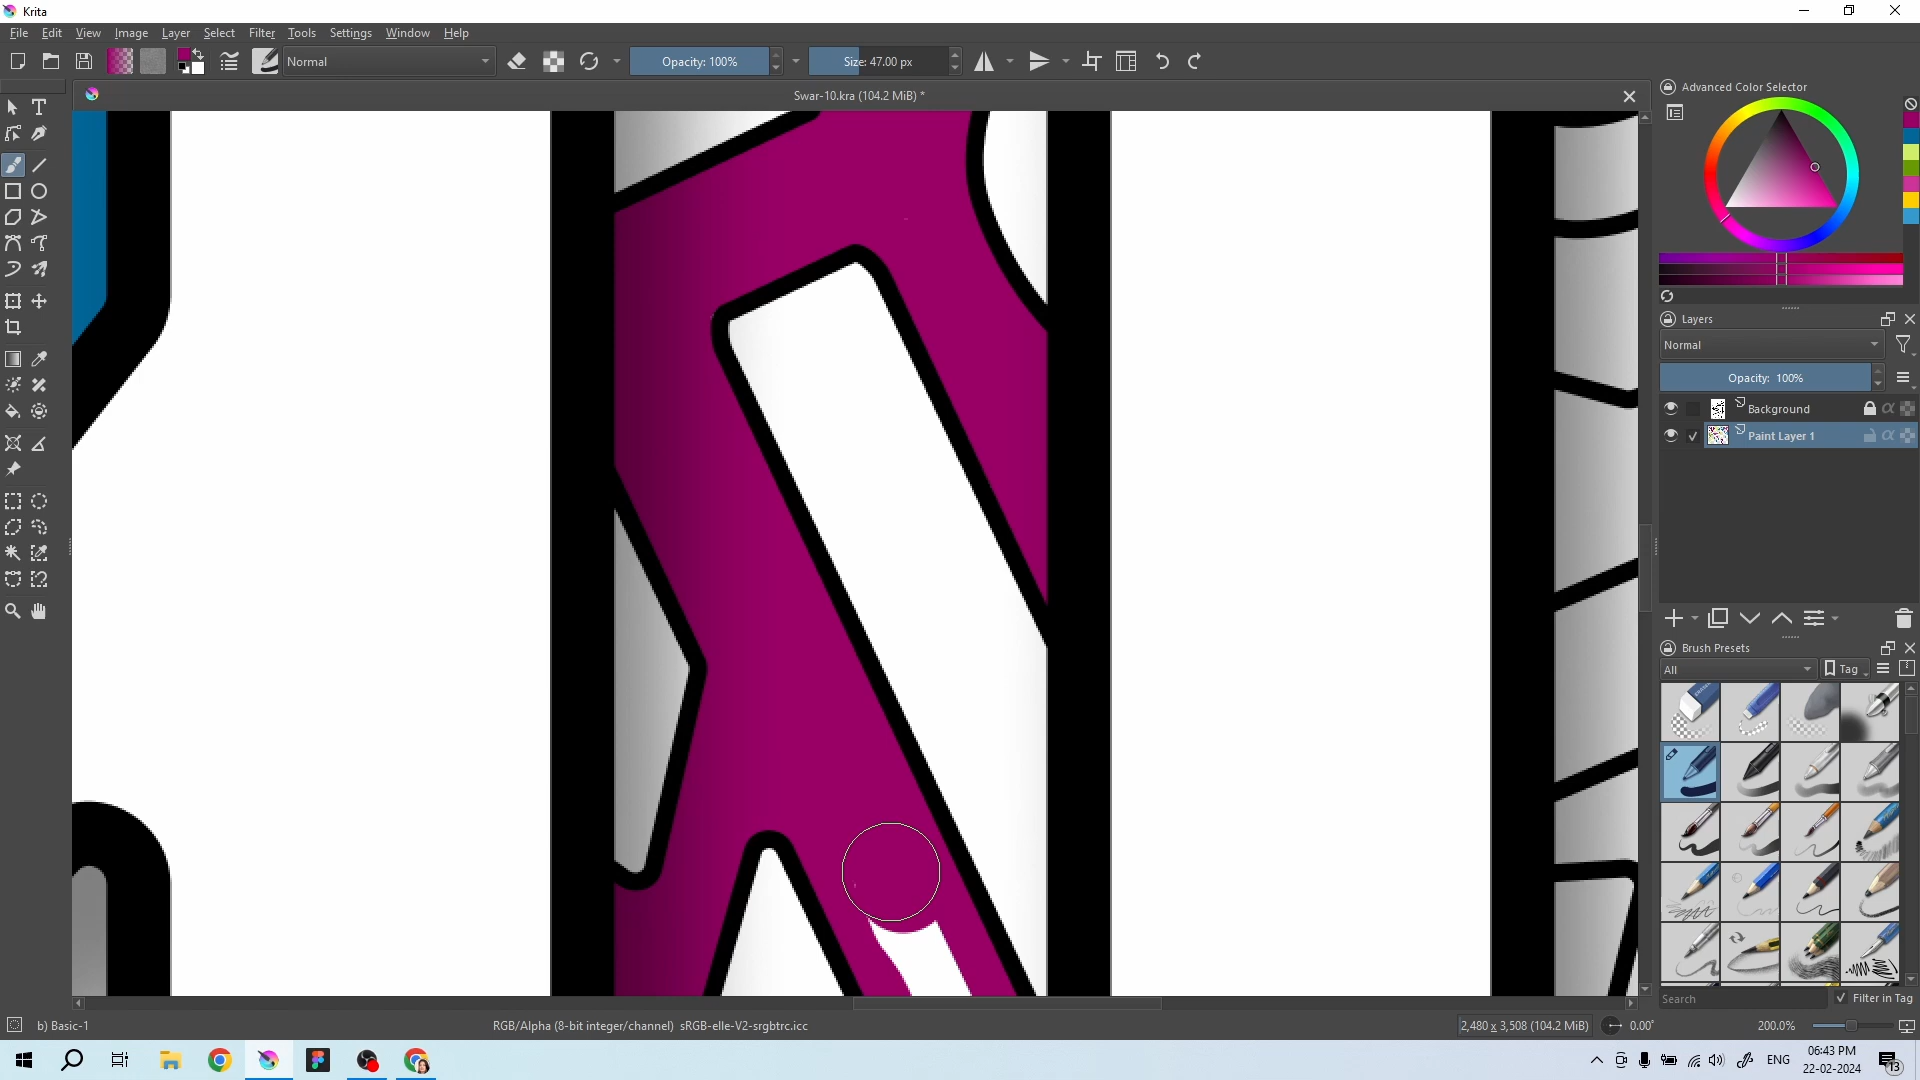 Krita
File Edit View Image Layer Select Filter Tools Settings Window Help
Normal
Opacity: 100%
Size: 47.00 px
Swar-10.kra (104.2 MiB) *
Advanced Color Selector
Layers
Normal
Opacity: 100%
Background
Paint Layer 1
Brush Presets
All
Tag
Search
Filter in Tag
b) Basic-1
RGB/Alpha (8-bit integer/channel) sRGB-elle-V2-srgbtrc.icc
2,480 x 3,508 (104.2 MiB)
0.00°
200.0%
ENG
06:43 PM
22-02-2024
13